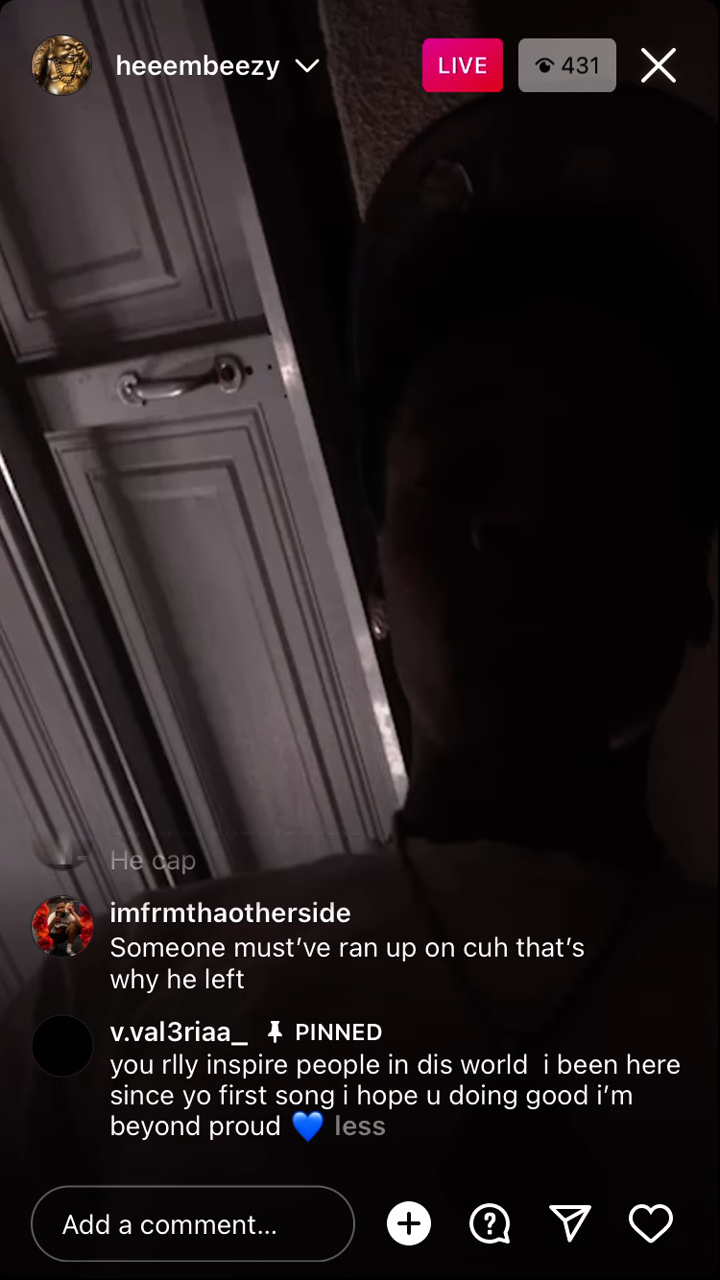 heeembeezy
LIVE
431
He cap
imfrmthaotherside
Someone must’ve ran up on cuh that’s
why he left
v.val3riaa_ PINNED
you rlly inspire people in dis world  i been here
since yo first song i hope u doing good i’m
beyond proud 💙 less
Add a comment...